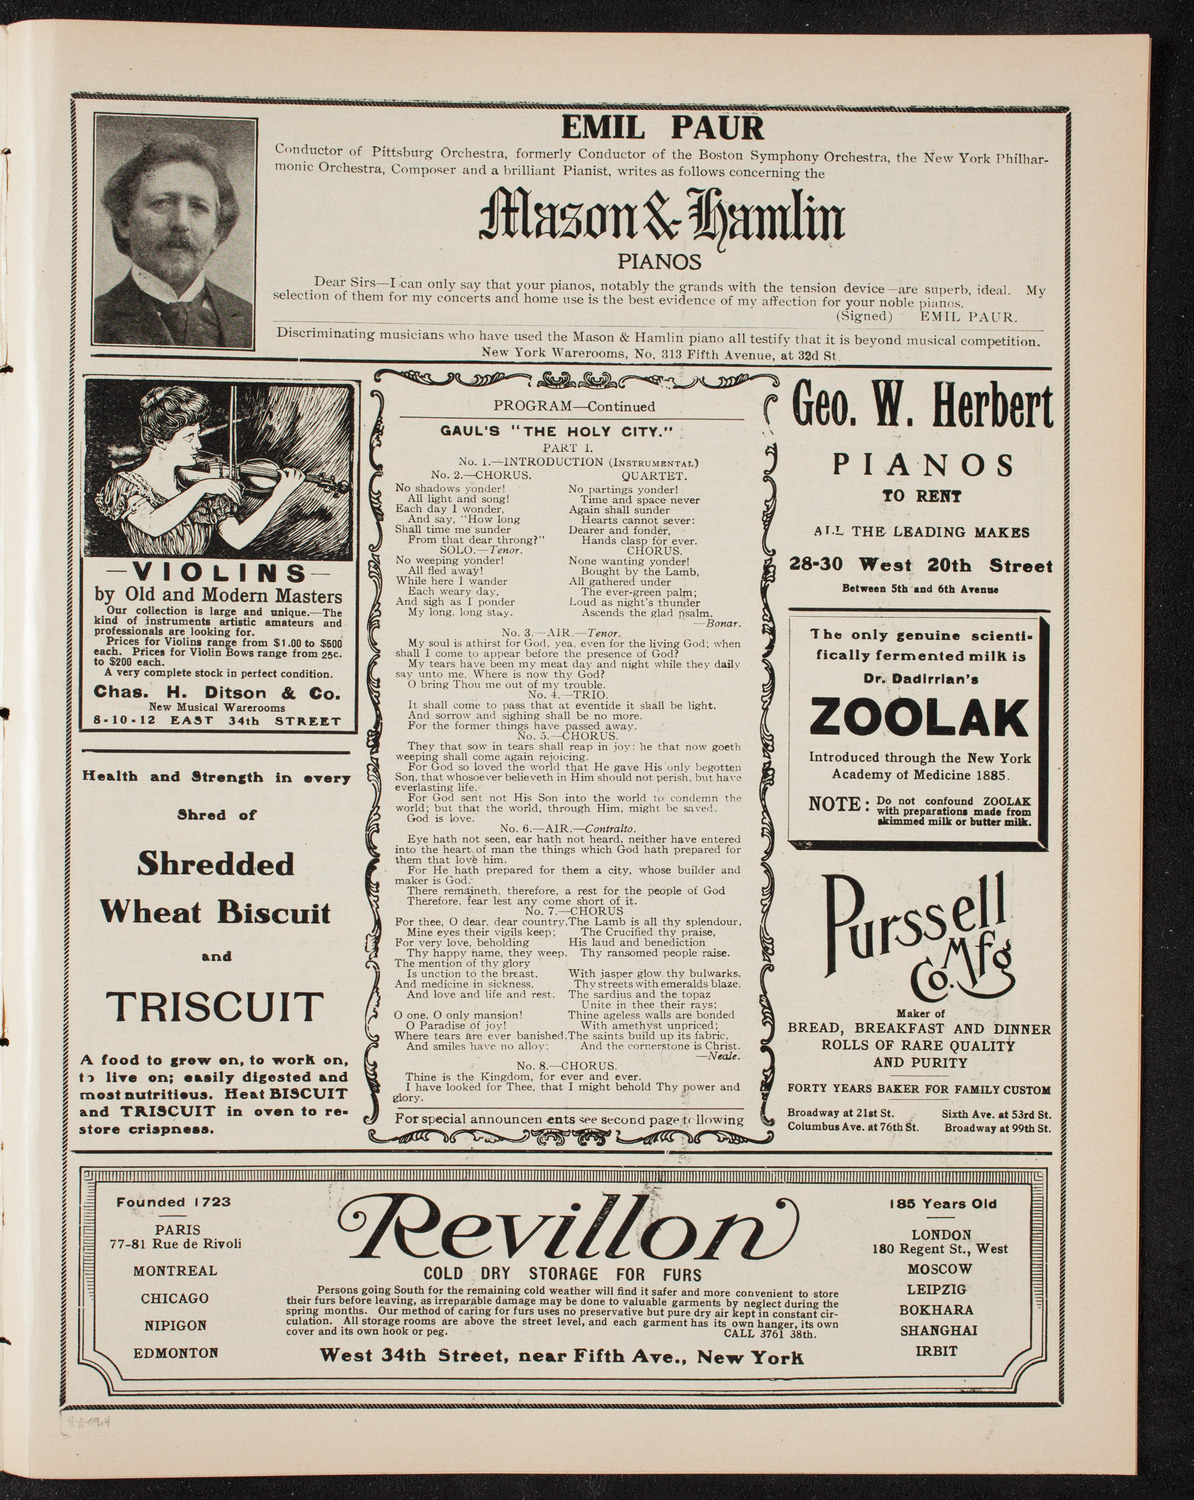 EMIL PAUR
Conductor of Pittsburg Orchestra, formerly Conductor of the Boston Symphony Orchestra, the New York Philhar-
monic Orchestra, Composer and a brilliant Pianist, writes as follows concerning the
Mason & Hamlin
PIANOS
Dear Sirs—I can only say that your pianos, notably the grands with the tension device—are superb, ideal. My
selection of them for my concerts and home use is the best evidence of my affection for your noble pianos.
(Signed) EMIL PAUR.
Discriminating musicians who have used the Mason & Hamlin piano all testify that it is beyond musical competition.
New York Warerooms, No. 313 Fifth Avenue, at 32d St.
—VIOLINS—
by Old and Modern Masters
Our collection is large and unique.—The
kind of instruments artistic amateurs and
professionals are looking for.
Prices for Violins range from $1.00 to $500
each. Prices for Violin Bows range from 25c.
to $200 each.
A very complete stock in perfect condition.
Chas. H. Ditson & Co.
New Musical Warerooms
8-10-12 EAST 34th STREET
Health and Strength in every
Shred of
Shredded
Wheat Biscuit
and
TRISCUIT
A food to grow on, to work on,
to live on; easily digested and
most nutritious. Heat BISCUIT
and TRISCUIT in oven to re-
store crispness.
PROGRAM—Continued
GAUL'S "THE HOLY CITY."
PART I.
No. 1.—INTRODUCTION (INSTRUMENTAL)
No. 2.—CHORUS.
No shadows yonder!
All light and song!
Each day I wonder,
And say, "How long
Shall time me sunder
From that dear throng?"
SOLO.—Tenor.
No weeping yonder!
All fled away!
While here I wander
Each weary day,
And sigh as I ponder
My long, long stay.
QUARTET.
No partings yonder!
Time and space never
Again shall sunder
Hearts cannot sever:
Dearer and fonder,
Hands clasp for ever.
CHORUS.
None wanting yonder!
Bought by the Lamb,
All gathered under
The ever-green palm;
Loud as night's thunder
Ascends the glad psalm.
—Bonar.
No. 3.—AIR.—Tenor.
My soul is athirst for God, yea, even for the living God; when
shall I come to appear before the presence of God?
My tears have been my meat day and night while they daily
say unto me, Where is now thy God?
O bring Thou me out of my trouble.
No. 4.—TRIO.
It shall come to pass that at eventide it shall be light.
And sorrow and sighing shall be no more.
For the former things have passed away.
No. 5.—CHORUS.
They that sow in tears shall reap in joy: he that now goeth
weeping shall come again rejoicing.
For God so loved the world that He gave His only begotten
Son, that whosoever believeth in Him should not perish, but have
everlasting life.
For God sent not His Son into the world to condemn the
world; but that the world, through Him, might be saved.
God is love.
No. 6.—AIR.—Contralto.
Eye hath not seen, ear hath not heard, neither have entered
into the heart of man the things which God hath prepared for
them that love him.
For He hath prepared for them a city, whose builder and
maker is God.
There remaineth, therefore, a rest for the people of God
Therefore, fear lest any come short of it.
No. 7.—CHORUS
For thee, O dear, dear country,
Mine eyes their vigils keep;
For very love, beholding
Thy happy name, they weep.
The mention of thy glory
Is unction to the breast,
And medicine in sickness,
And love and life and rest.
O one, O only mansion!
O Paradise of joy!
Where tears are ever banished,
And smiles have no alloy;
The Lamb is all thy splendour,
The Crucified thy praise,
His laud and benediction
Thy ransomed people raise.
With jasper glow thy bulwarks,
Thy streets with emeralds blaze,
The sardius and the topaz
Unite in thee their rays;
Thine ageless walls are bonded
With amethyst unpriced;
The saints build up its fabric,
And the cornerstone is Christ.
—Neale.
No. 8.—CHORUS.
Thine is the Kingdom, for ever and ever.
I have looked for Thee, that I might behold Thy power and
glory.
For special announcen ents see second page following
Geo. W. Herbert
PIANOS
TO RENT
ALL THE LEADING MAKES
28-30 West 20th Street
Between 5th and 6th Avenue
The only genuine scienti-
fically fermented milk is
Dr. Dadirrian's
ZOOLAK
Introduced through the New York
Academy of Medicine 1885.
NOTE: Do not confound ZOOLAK
with preparations made from
skimmed milk or butter milk.
Purssell
Mfg
Co.
Maker of
BREAD, BREAKFAST AND DINNER
ROLLS OF RARE QUALITY
AND PURITY
FORTY YEARS BAKER FOR FAMILY CUSTOM
Broadway at 21st St. Sixth Ave. at 53rd St.
Columbus Ave. at 76th St. Broadway at 99th St.
Founded 1723
PARIS
77-81 Rue de Rivoli
MONTREAL
CHICAGO
NIPIGON
EDMONTON
Revillon
COLD DRY STORAGE FOR FURS
Persons going South for the remaining cold weather will find it safer and more convenient to store
their furs before leaving, as irreparable damage may be done to valuable garments by neglect during the
spring months. Our method of caring for furs uses no preservative but pure dry air kept in constant cir-
culation. All storage rooms are above the street level, and each garment has its own hanger, its own
cover and its own hook or peg. CALL 3761 38th.
West 34th Street, near Fifth Ave., New York
185 Years Old
LONDON
180 Regent St., West
MOSCOW
LEIPZIG
BOKHARA
SHANGHAI
IRBIT